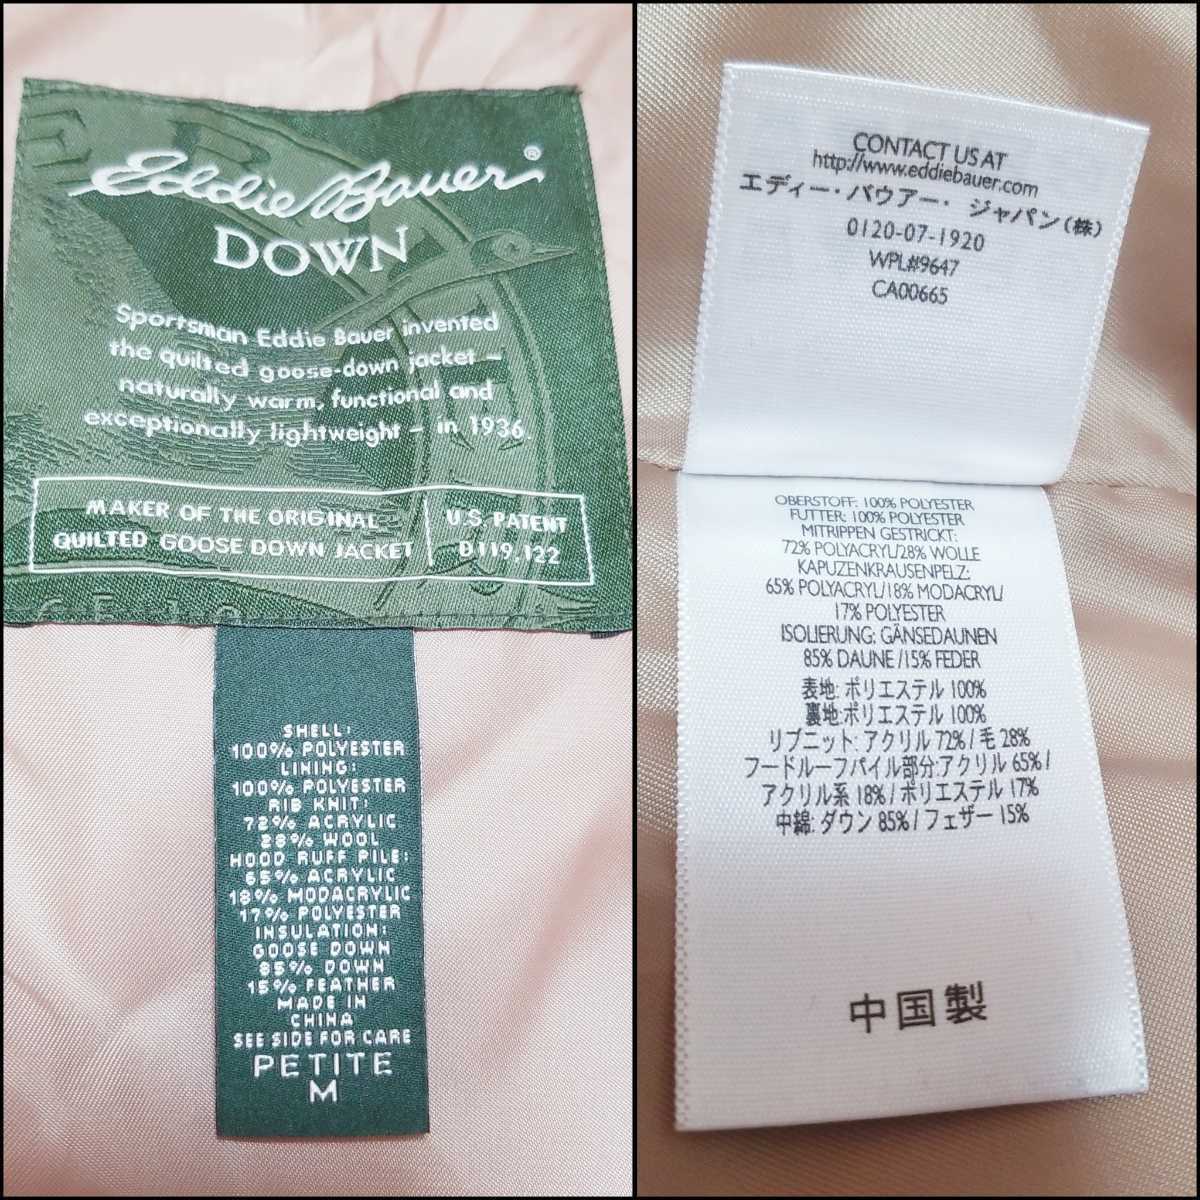 Eddie Bauer®
DOWN
Sportsman Eddie Bauer invented
the quilted goose-down jacket –
naturally warm, functional and
exceptionally lightweight – in 1936.
MAKER OF THE ORIGINAL
QUILTED GOOSE DOWN JACKET
U.S. PATENT
D119,122
SHELL:
100% POLYESTER
LINING:
100% POLYESTER
RIB KNIT:
72% ACRYLIC
28% WOOL
HOOD RUFF PILE:
65% ACRYLIC
18% MODACRYLIC
17% POLYESTER
INSULATION:
GOOSE DOWN
85% DOWN
15% FEATHER
MADE IN
CHINA
SEE SIDE FOR CARE
PETITE
M
CONTACT US AT
http://www.eddiebauer.com
エディー・バウアー・ジャパン(株)
0120-07-1920
WPL#9647
CA00665
OBERSTOFF: 100% POLYESTER
FUTTER: 100% POLYESTER
MITRIPPEN GESTRICKT:
72% POLYACRYL/28% WOLLE
KAPUZENKRAUSENPELZ:
65% POLYACRYL/18% MODACRYL/
17% POLYESTER
ISOLIERUNG: GÄNSEDAUNEN
85% DAUNE /15% FEDER
表地: ポリエステル 100%
裏地:ポリエステル 100%
リブニット: アクリル 72% / 毛 28%
フードルーフパイル部分:アクリル 65% /
アクリル系 18% / ポリエステル 17%
中綿: ダウン 85% / フェザー 15%
中国製